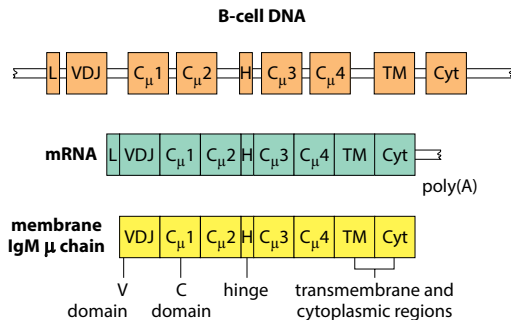 B-cell DNA
L VDJ Cμ1 Cμ2 H Cμ3 Cμ4 TM Cyt
mRNA L VDJ Cμ1 Cμ2 H Cμ3 Cμ4 TM Cyt
poly(A)
membrane
IgM μ chain
VDJ Cμ1 Cμ2 H Cμ3 Cμ4 TM Cyt
V
domain
C
domain
hinge
transmembrane and
cytoplasmic regions